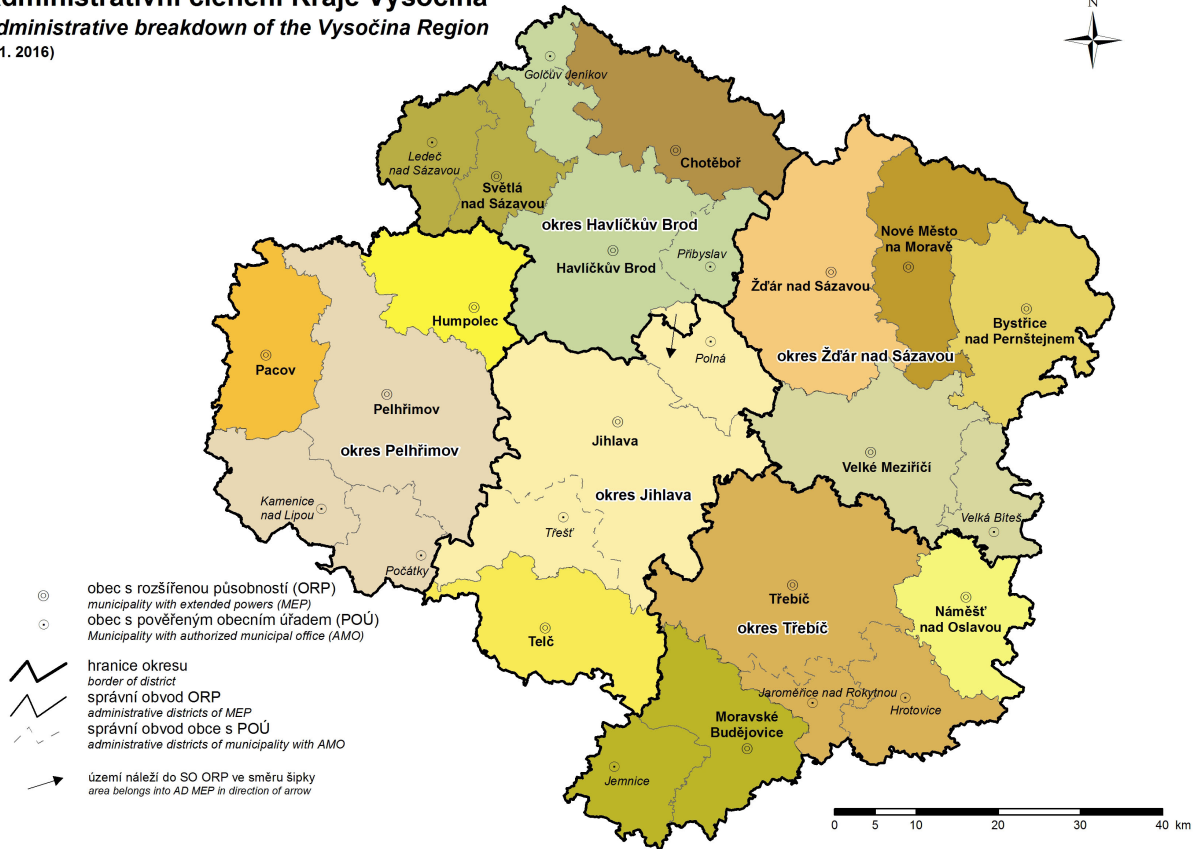 administrativní členění Kraje Vysočina
dministrative breakdown of the Vysočina Region
1. 2016)
N
Golčův Jeníkov
Chotěboř
Ledeč
nad Sázavou
Světlá
nad Sázavou
okres Havlíčkův Brod
Havlíčkův Brod
Přibyslav
Nové Město
na Moravě
Žďár nad Sázavou
Bystřice
nad Pernštejnem
okres Žďár nad Sázavou
Humpolec
Polná
Pacov
Pelhřimov
okres Pelhřimov
Jihlava
okres Jihlava
Velké Meziříčí
Kamenice
nad Lipou
Třešť
Velká Bíteš
Počátky
Telč
Třebíč
okres Třebíč
Náměšť
nad Oslavou
Jaroměřice nad Rokytnou
Hrotovice
Moravské
Budějovice
Jemnice
obec s rozšířenou působností (ORP)
municipality with extended powers (MEP)
obec s pověřeným obecním úřadem (POÚ)
Municipality with authorized municipal office (AMO)
hranice okresu
border of district
správní obvod ORP
administrative districts of MEP
správní obvod obce s POÚ
administrative districts of municipality with AMO
území náleží do SO ORP ve směru šipky
area belongs into AD MEP in direction of arrow
0 5 10 20 30 40 km